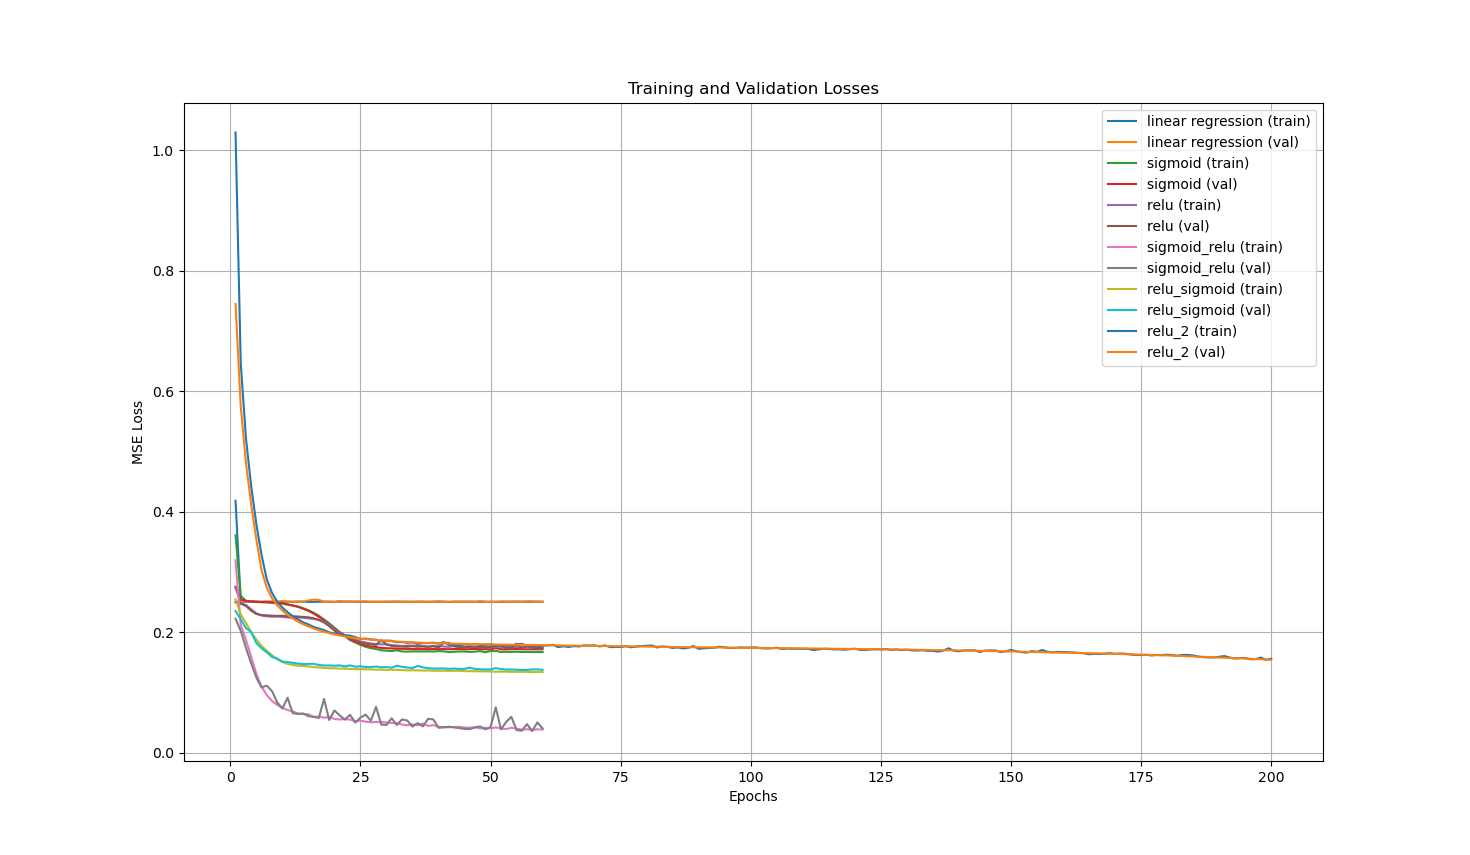 Training and Validation Losses
MSE Loss
1.0
0.8
0.6
0.4
0.2
0.0
linear regression (train)
linear regression (val)
sigmoid (train)
sigmoid (val)
relu (train)
relu (val)
sigmoid_relu (train)
sigmoid_relu (val)
relu_sigmoid (train)
relu_sigmoid (val)
relu_2 (train)
relu_2 (val)
0 25 50 75 100 125 150 175 200
Epochs